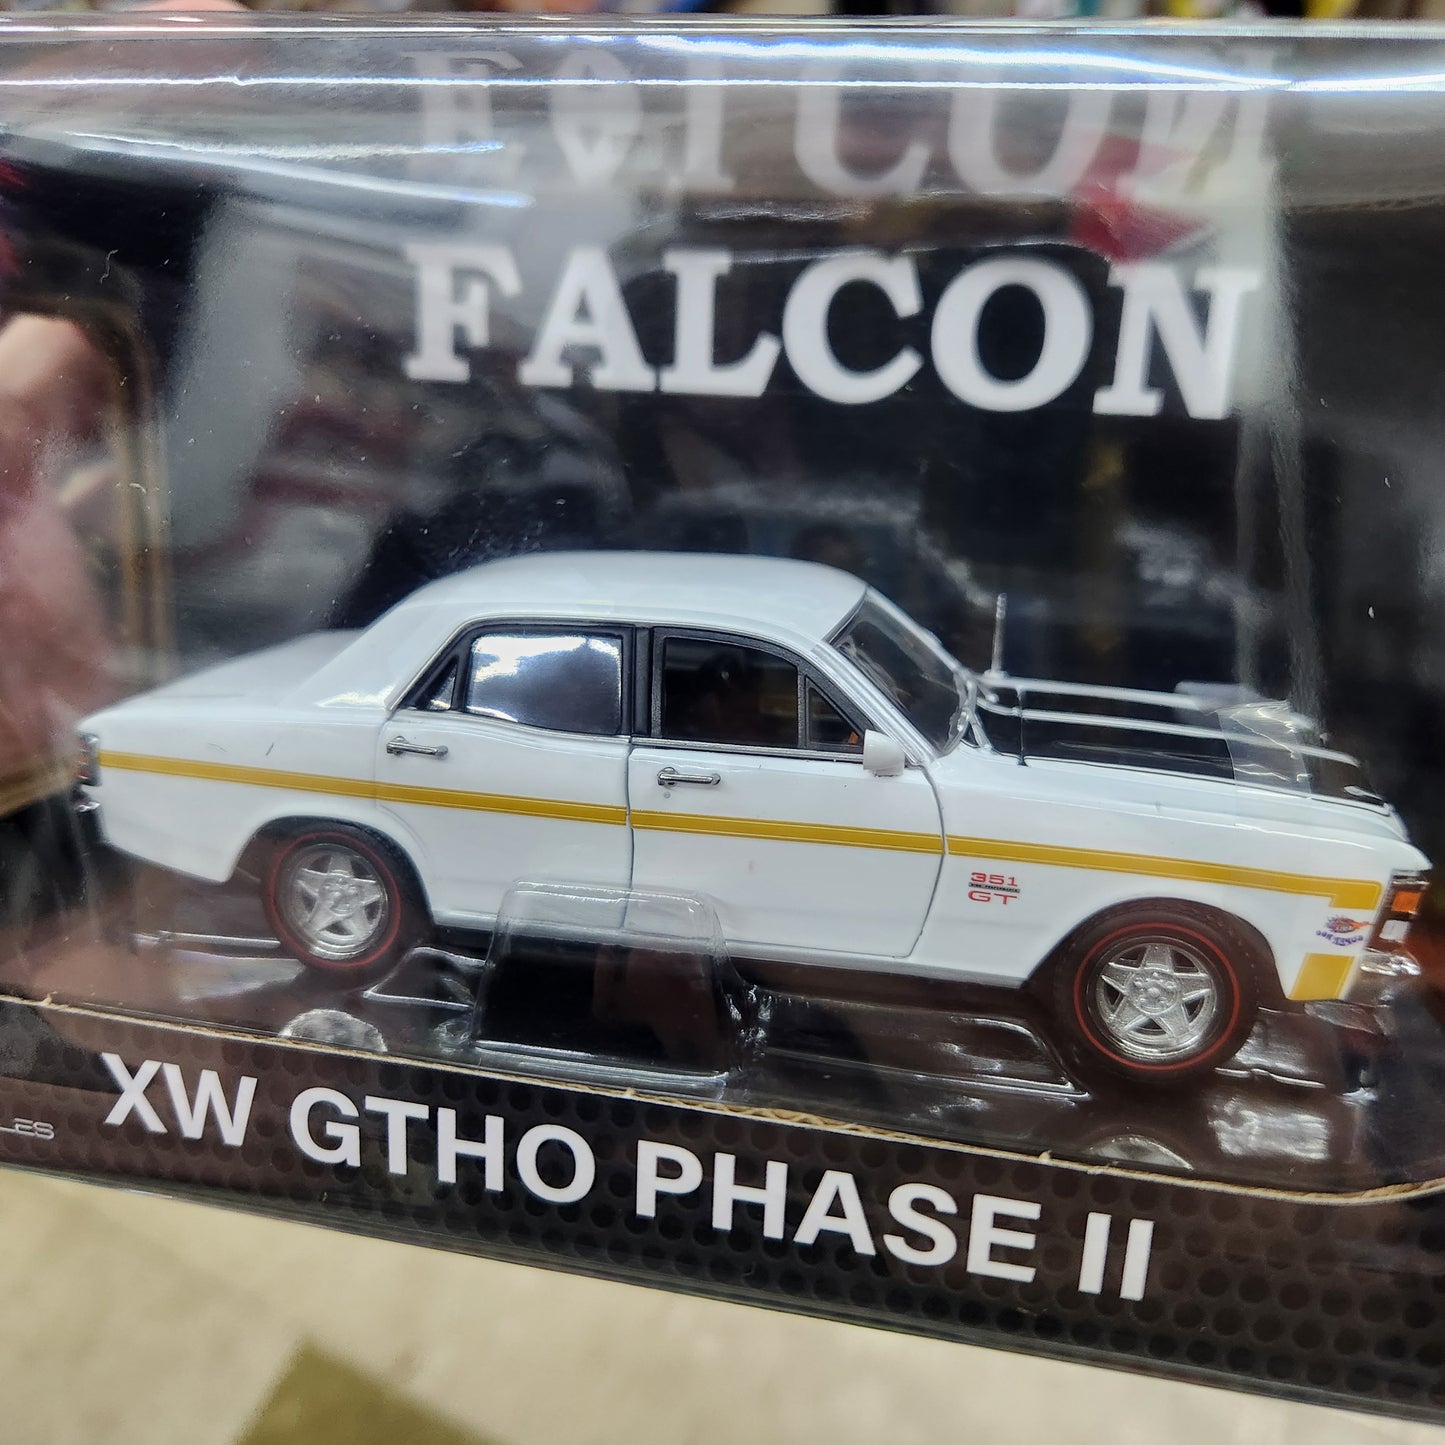 FALCON
351
GT
XW GTHO PHASE II